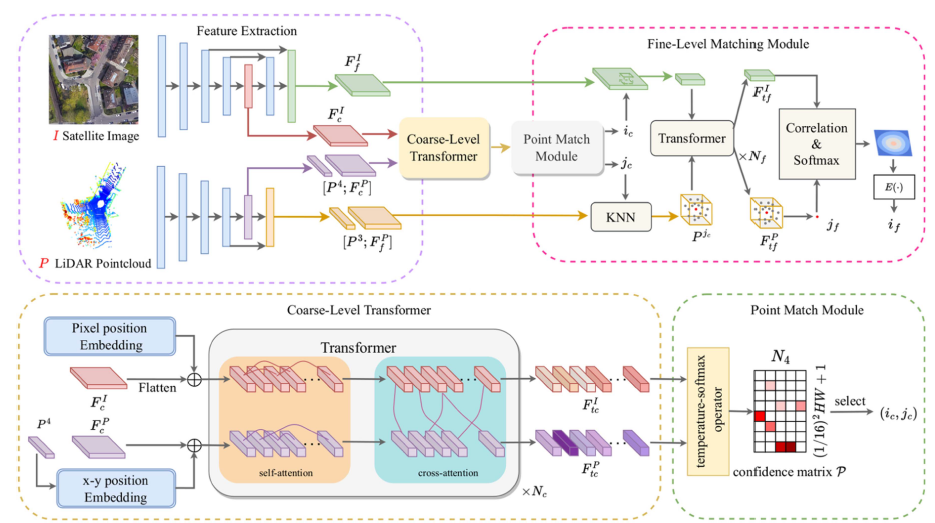 Feature Extraction
Fine-Level Matching Module
$F_f^I$
$F_c^I$
I Satellite Image
Coarse-Level
Transformer
Point Match
Module
$i_c$
$j_c$
Transformer
$\times N_f$
$F_{tf}^I$
Correlation
&
Softmax
$E(\cdot)$
$[P^4; F_c^P]$
KNN
$P^{j_c}$
$F_{tf}^P$
$j_f$
$i_f$
$[P^3; F_f^P]$
P LiDAR Pointcloud
Coarse-Level Transformer
Point Match Module
Pixel position
Embedding
Transformer
$F_c^I$
Flatten
$P^4$
$F_c^P$
x-y position
Embedding
self-attention
cross-attention
$\times N_c$
$F_{tc}^I$
$F_{tc}^P$
temperature-softmax
operator
$N_4$
$(1/16)^2HW + 1$
select
$(i_c, j_c)$
confidence matrix $\mathcal{P}$